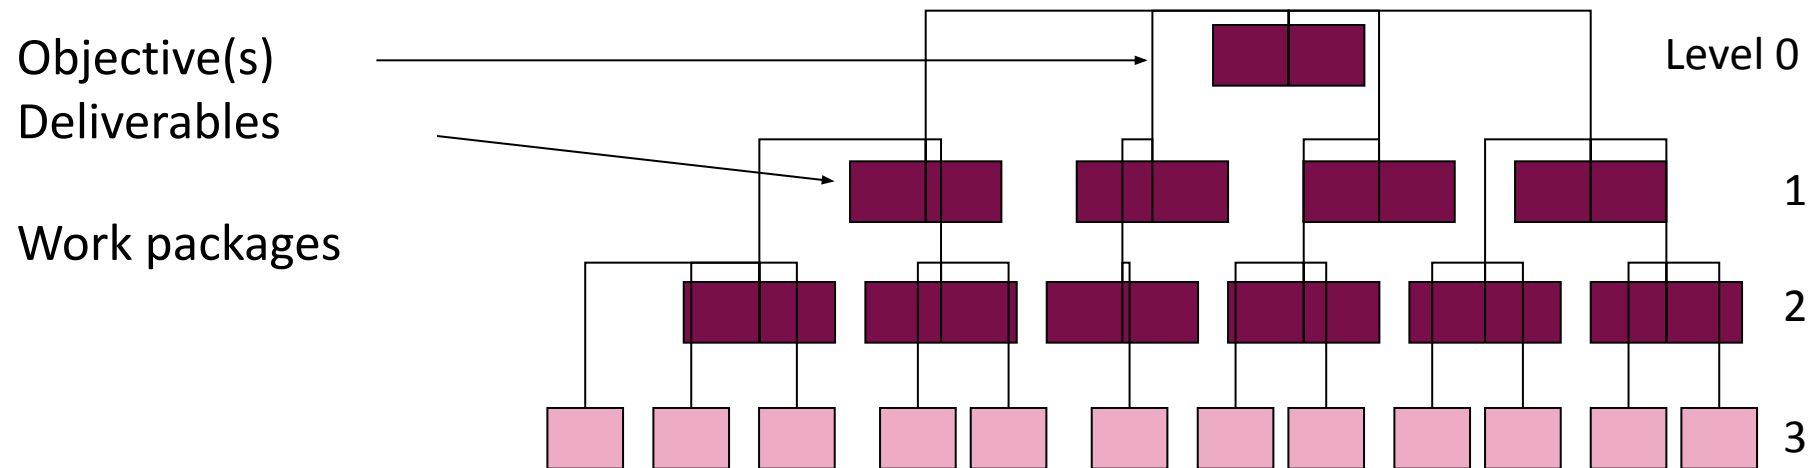 Objective(s)
Level 0
Deliverables
1
Work packages
2
3